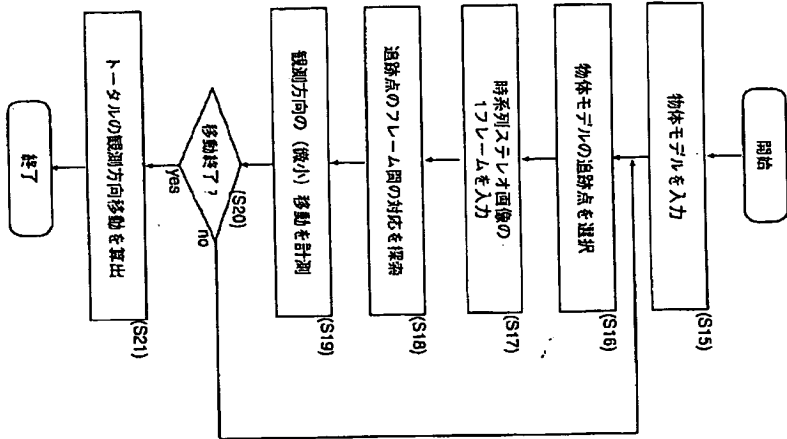 開始
物体モデルを入力
(S15)
物体モデルの追跡点を選択
(S16)
時系列ステレオ画像の
1フレームを入力
(S17)
追跡点のフレーム間の対応を探索
(S18)
観測方向の (微小) 移動を計測
(S19)
移動終了?
(S20)
no
yes
トータルの観測方向移動を算出
(S21)
終了